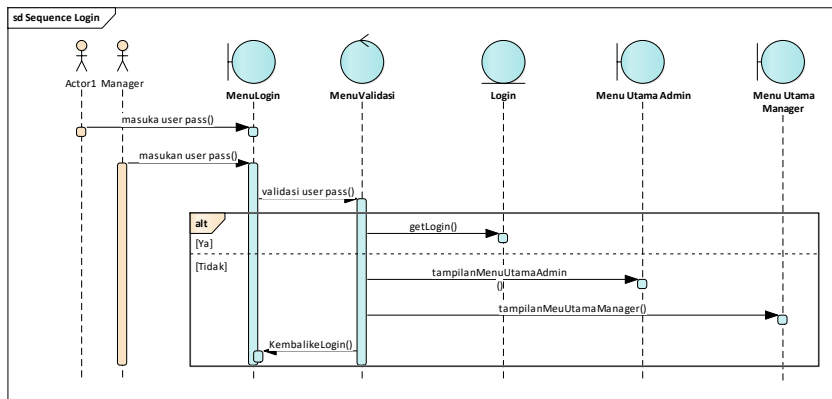 sd Sequence Login
Actor1
Manager
MenuLogin
MenuValidasi
Login
Menu Utama Admin
Menu Utama
Manager
masuka user pass()
masukan user pass()
validasi user pass()
alt
getLogin()
[Ya]
[Tidak]
tampilanMenuUtamaAdmin
()
tampilanMeuUtamaManager()
KembalikeLogin()